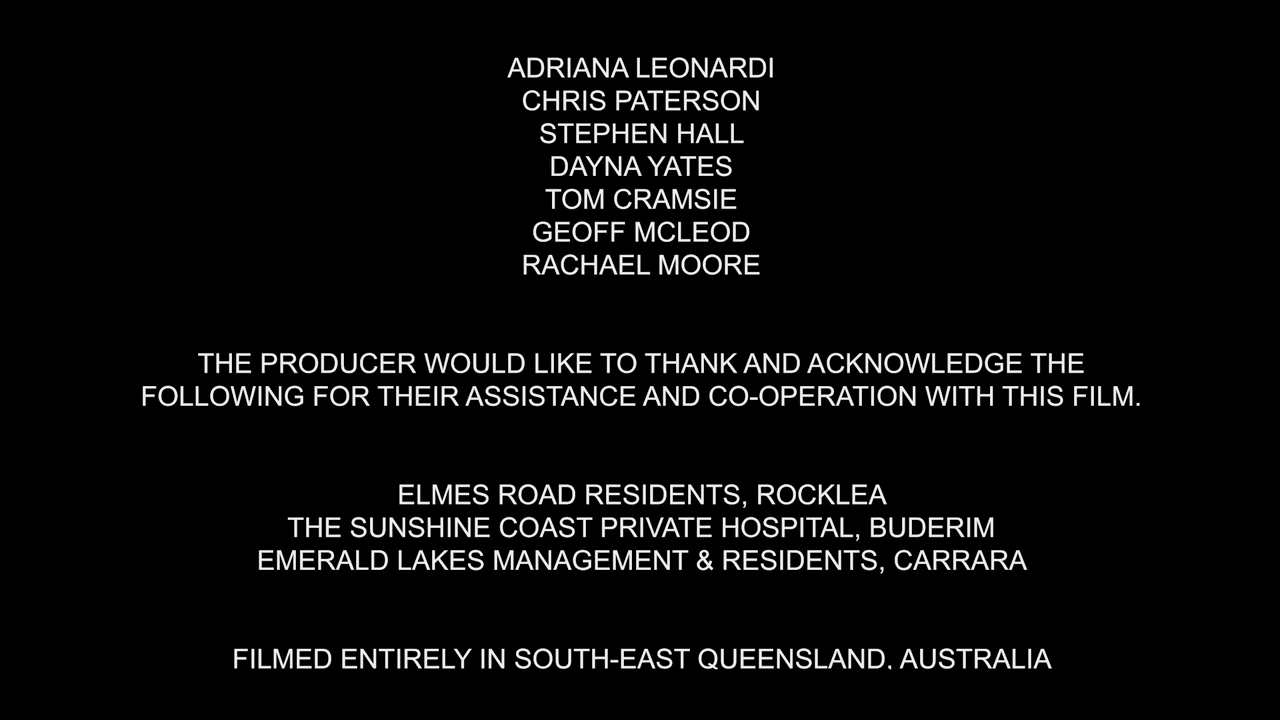 ADRIANA LEONARDI
CHRIS PATERSON
STEPHEN HALL
DAYNA YATES
TOM CRAMSIE
GEOFF MCLEOD
RACHAEL MOORE
THE PRODUCER WOULD LIKE TO THANK AND ACKNOWLEDGE THE
FOLLOWING FOR THEIR ASSISTANCE AND CO-OPERATION WITH THIS FILM.
ELMES ROAD RESIDENTS, ROCKLEA
THE SUNSHINE COAST PRIVATE HOSPITAL, BUDERIM
EMERALD LAKES MANAGEMENT & RESIDENTS, CARRARA
FILMED ENTIRELY IN SOUTH-EAST QUEENSLAND, AUSTRALIA